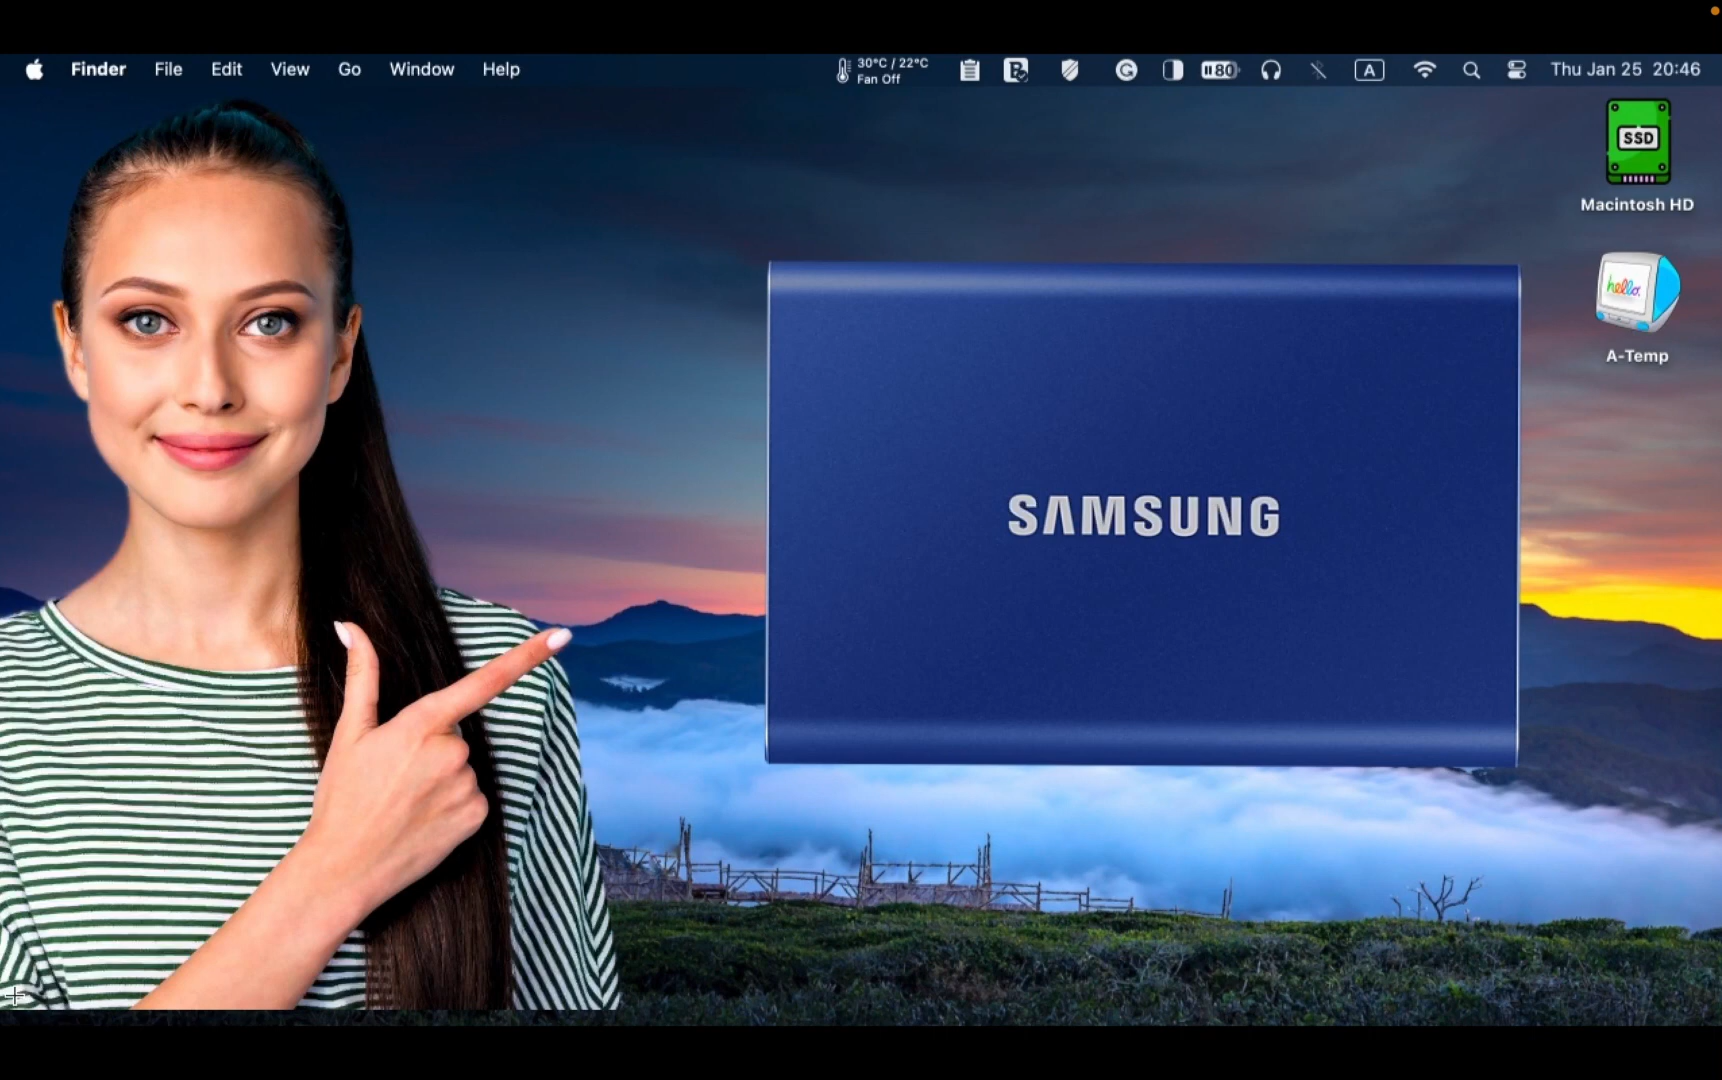 Finder File Edit View Go Window Help 30°C / 22°C Fan Off 80 A Thu Jan 25 20:46
SSD
Macintosh HD
hello.
A-Temp
SAMSUNG